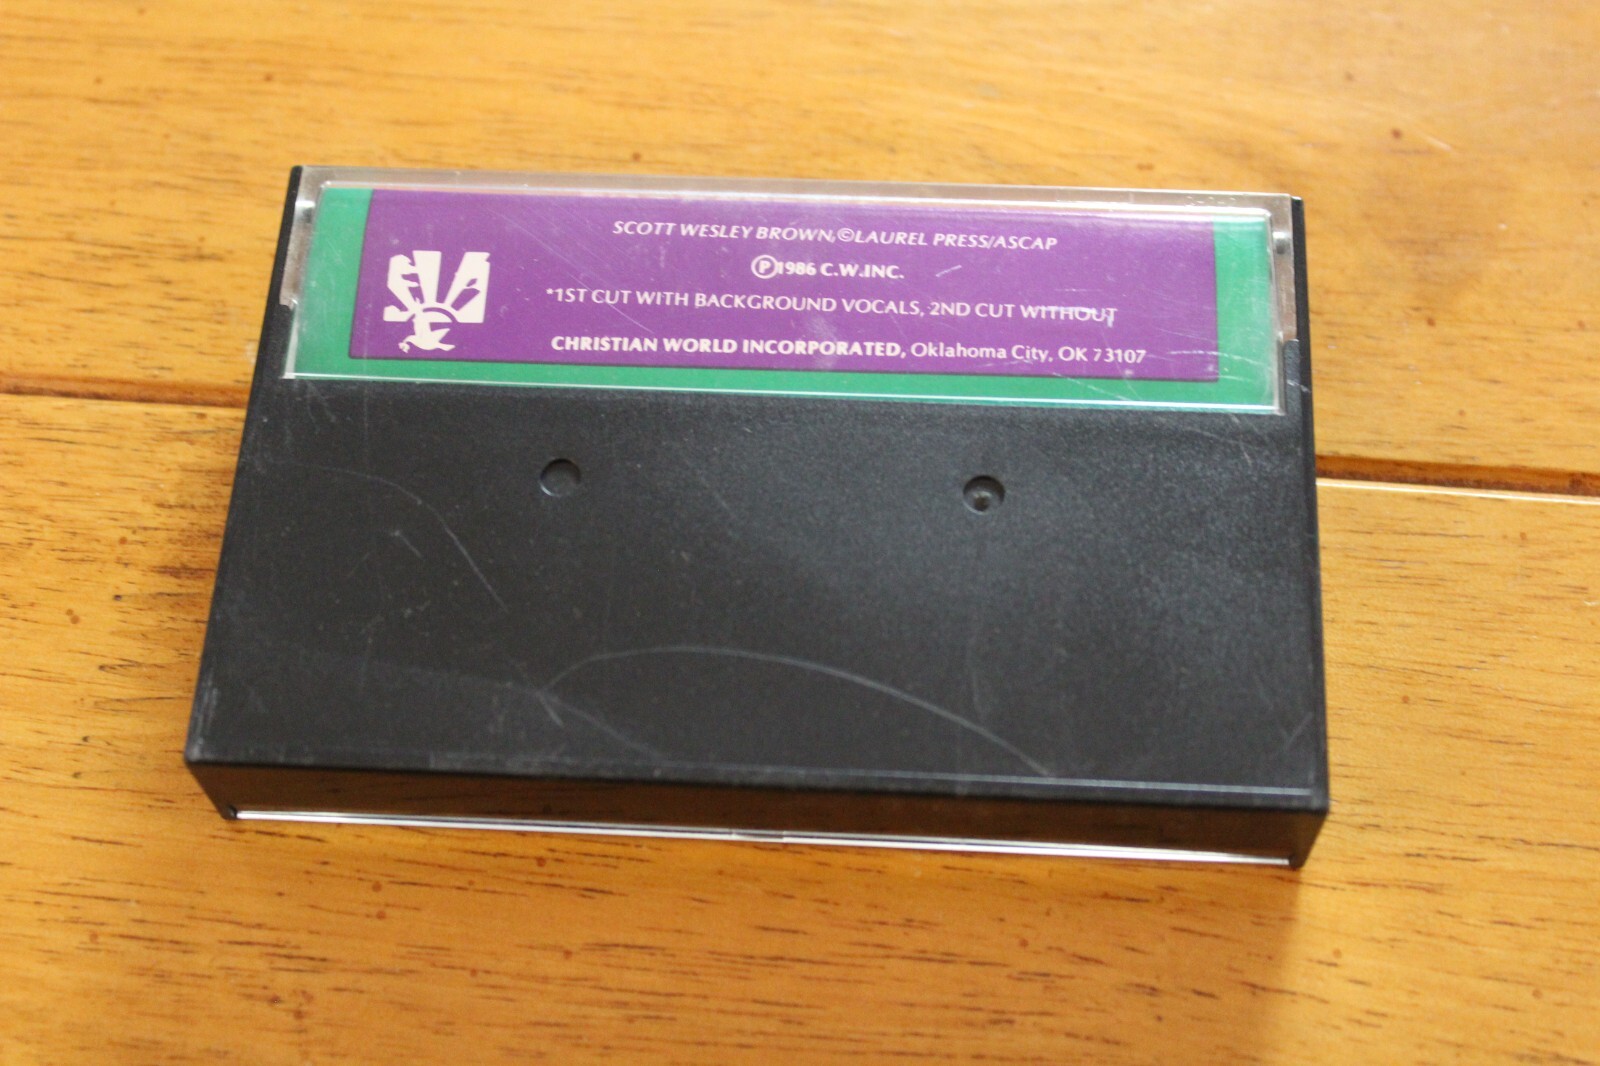 SCOTT WESLEY BROWN, ©LAUREL PRESS/ASCAP
℗1986 C.W.INC.
*1ST CUT WITH BACKGROUND VOCALS, 2ND CUT WITHOUT
CHRISTIAN WORLD INCORPORATED, Oklahoma City, OK 73107